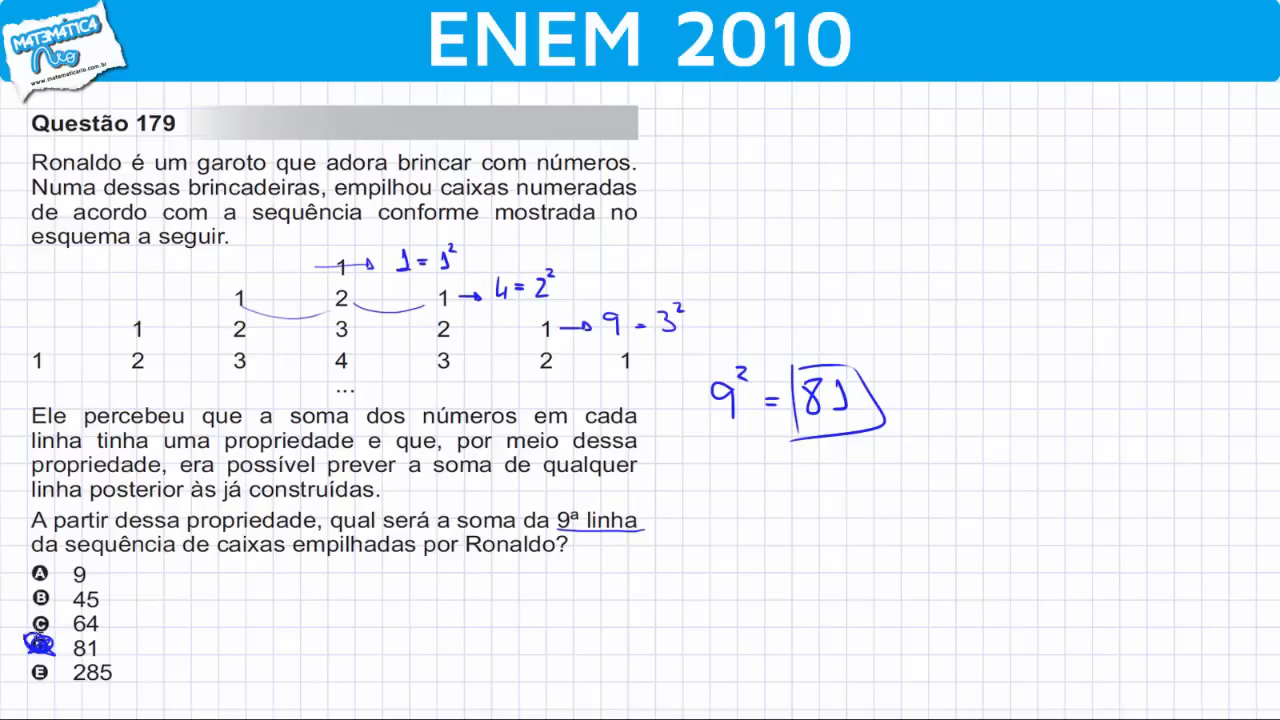 MATEMÁTICA
Rio
www.matematicario.com.br
ENEM 2010
Questão 179
Ronaldo é um garoto que adora brincar com números.
Numa dessas brincadeiras, empilhou caixas numeradas
de acordo com a sequência conforme mostrada no
esquema a seguir.
1 → 1 = 1²
1 2 1 → 4 = 2²
1 2 3 2 1 → 9 = 3²
1 2 3 4 3 2 1
...
9² = 81
Ele percebeu que a soma dos números em cada
linha tinha uma propriedade e que, por meio dessa
propriedade, era possível prever a soma de qualquer
linha posterior às já construídas.
A partir dessa propriedade, qual será a soma da 9ª linha
da sequência de caixas empilhadas por Ronaldo?
A 9
B 45
C 64
81
E 285